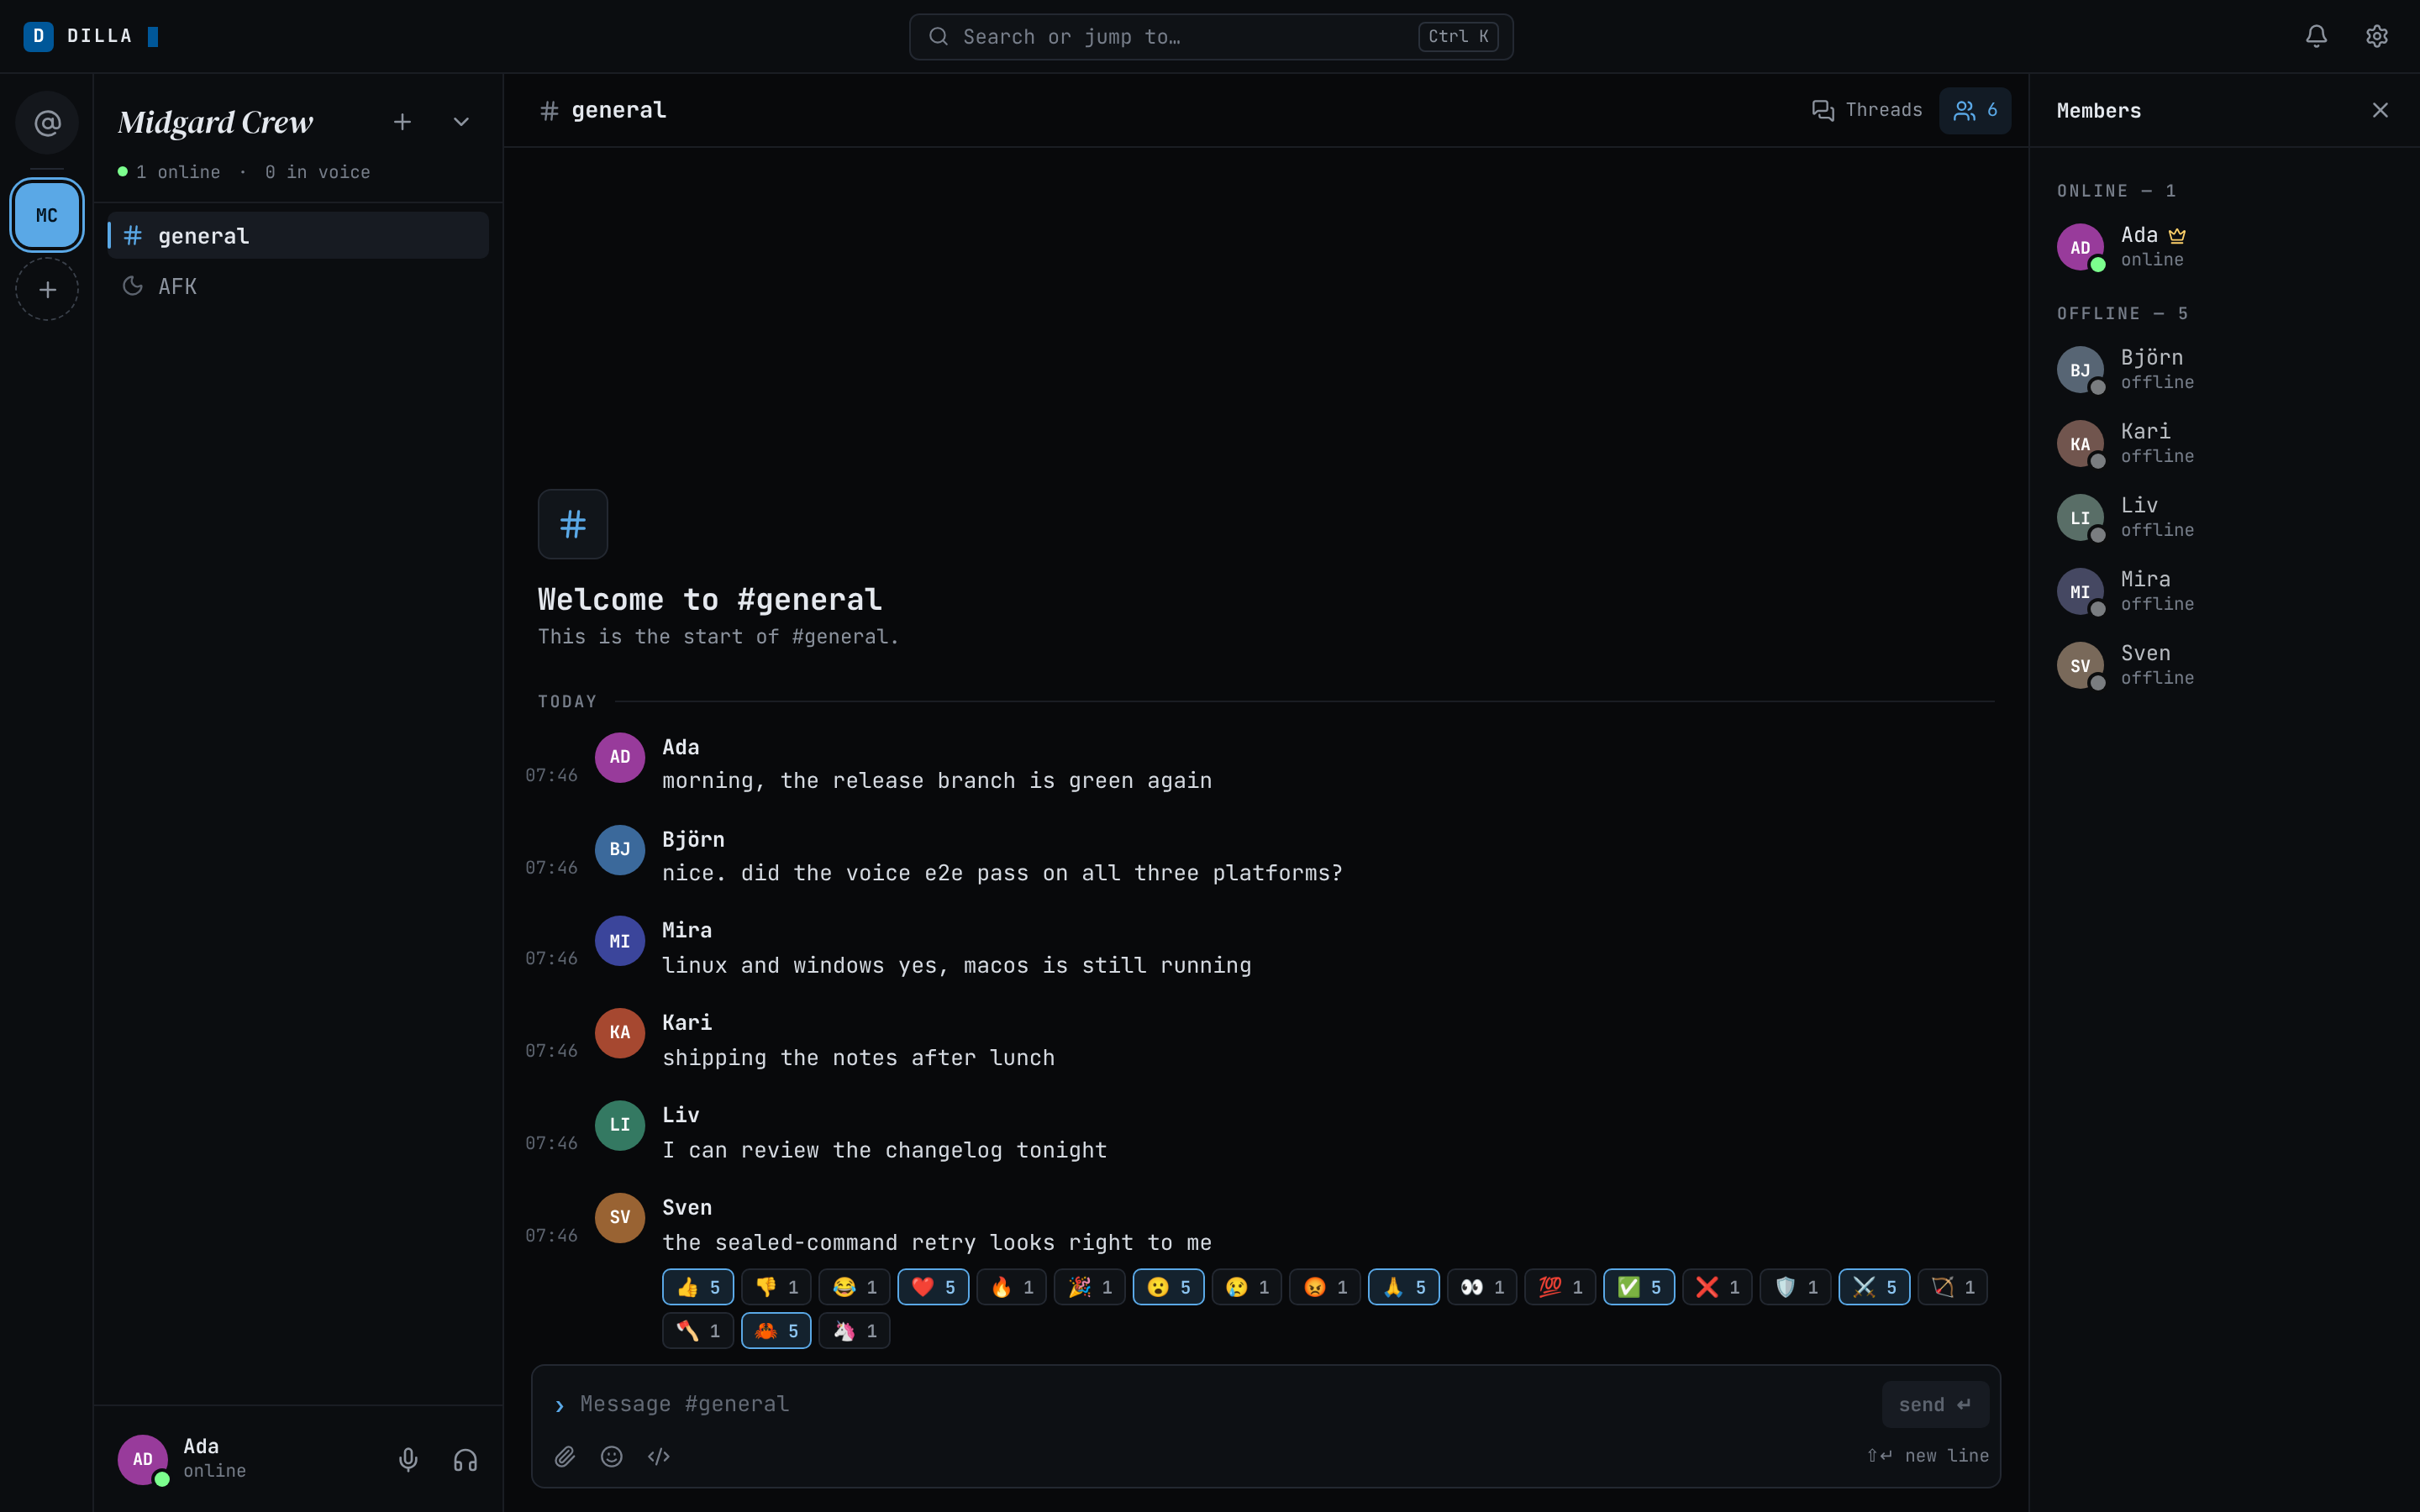 D DILLA
Search or jump to… Ctrl K
Midgard Crew
1 online · 0 in voice
MC
general
AFK
general
Threads
6
Members
ONLINE — 1
AD
Ada
online
OFFLINE — 5
BJ
Björn
offline
KA
Kari
offline
LI
Liv
offline
MI
Mira
offline
SV
Sven
offline
Welcome to #general
This is the start of #general.
TODAY
AD
Ada
07:46
morning, the release branch is green again
BJ
Björn
07:46
nice. did the voice e2e pass on all three platforms?
MI
Mira
07:46
linux and windows yes, macos is still running
KA
Kari
07:46
shipping the notes after lunch
LI
Liv
07:46
I can review the changelog tonight
SV
Sven
07:46
the sealed-command retry looks right to me
👍 5 👎 1 😂 1 ❤️ 5 🔥 1 🎉 1 😮 5 😢 1 😡 1 🙏 5 👀 1 💯 1 ✅ 5 ❌ 1 🛡️ 1 ⚔️ 5 🏹 1
🪓 1 🦀 5 🦄 1
› Message #general
send ↵
⇧↵ new line
AD
Ada
online